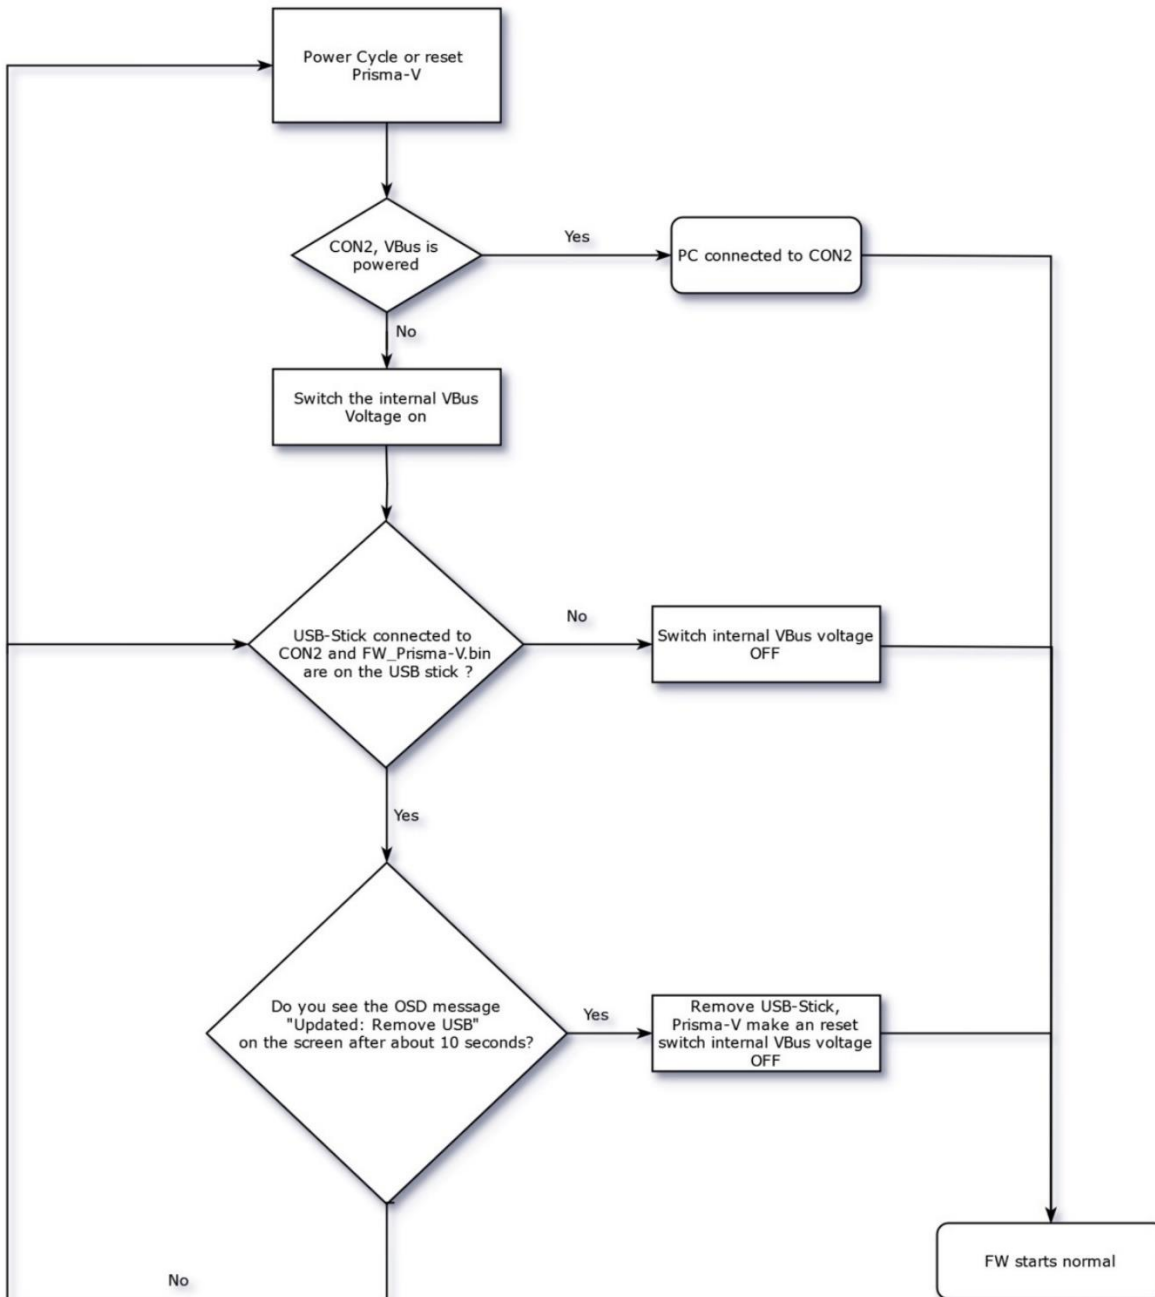 Power Cycle or reset
Prisma-V
CON2, VBus is
powered
Yes
PC connected to CON2
No
Switch the internal VBus
Voltage on
USB-Stick connected to
CON2 and FW_Prisma-V.bin
are on the USB stick ?
No
Switch internal VBus voltage
OFF
Yes
Do you see the OSD message
"Updated: Remove USB"
on the screen after about 10 seconds?
Yes
Remove USB-Stick,
Prisma-V make an reset
switch internal VBus voltage
OFF
No
FW starts normal